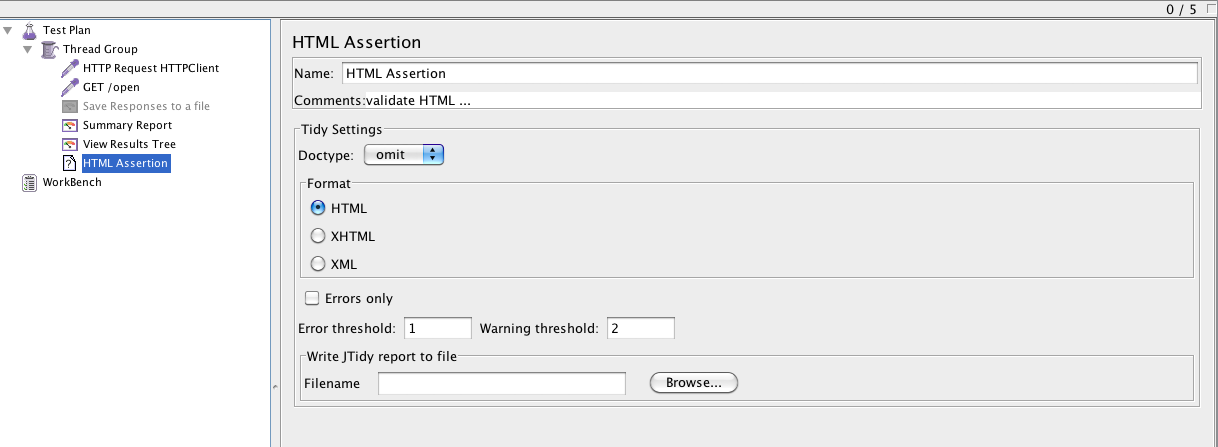 0 / 5
Test Plan
Thread Group
HTTP Request HTTPClient
GET /open
Save Responses to a file
Summary Report
View Results Tree
HTML Assertion
WorkBench
HTML Assertion
Name: HTML Assertion
Comments: validate HTML ...
Tidy Settings
Doctype: omit
Format
HTML
XHTML
XML
Errors only
Error threshold: 1 Warning threshold: 2
Write JTidy report to file
Filename Browse...